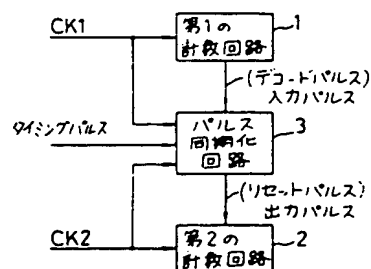 CK1
第1の
計数回路
1
(デコードパルス)
入力パルス
タイミングパルス
パルス
同期化
回路
3
(リセットパルス)
出力パルス
CK2
第2の
計数回路
2